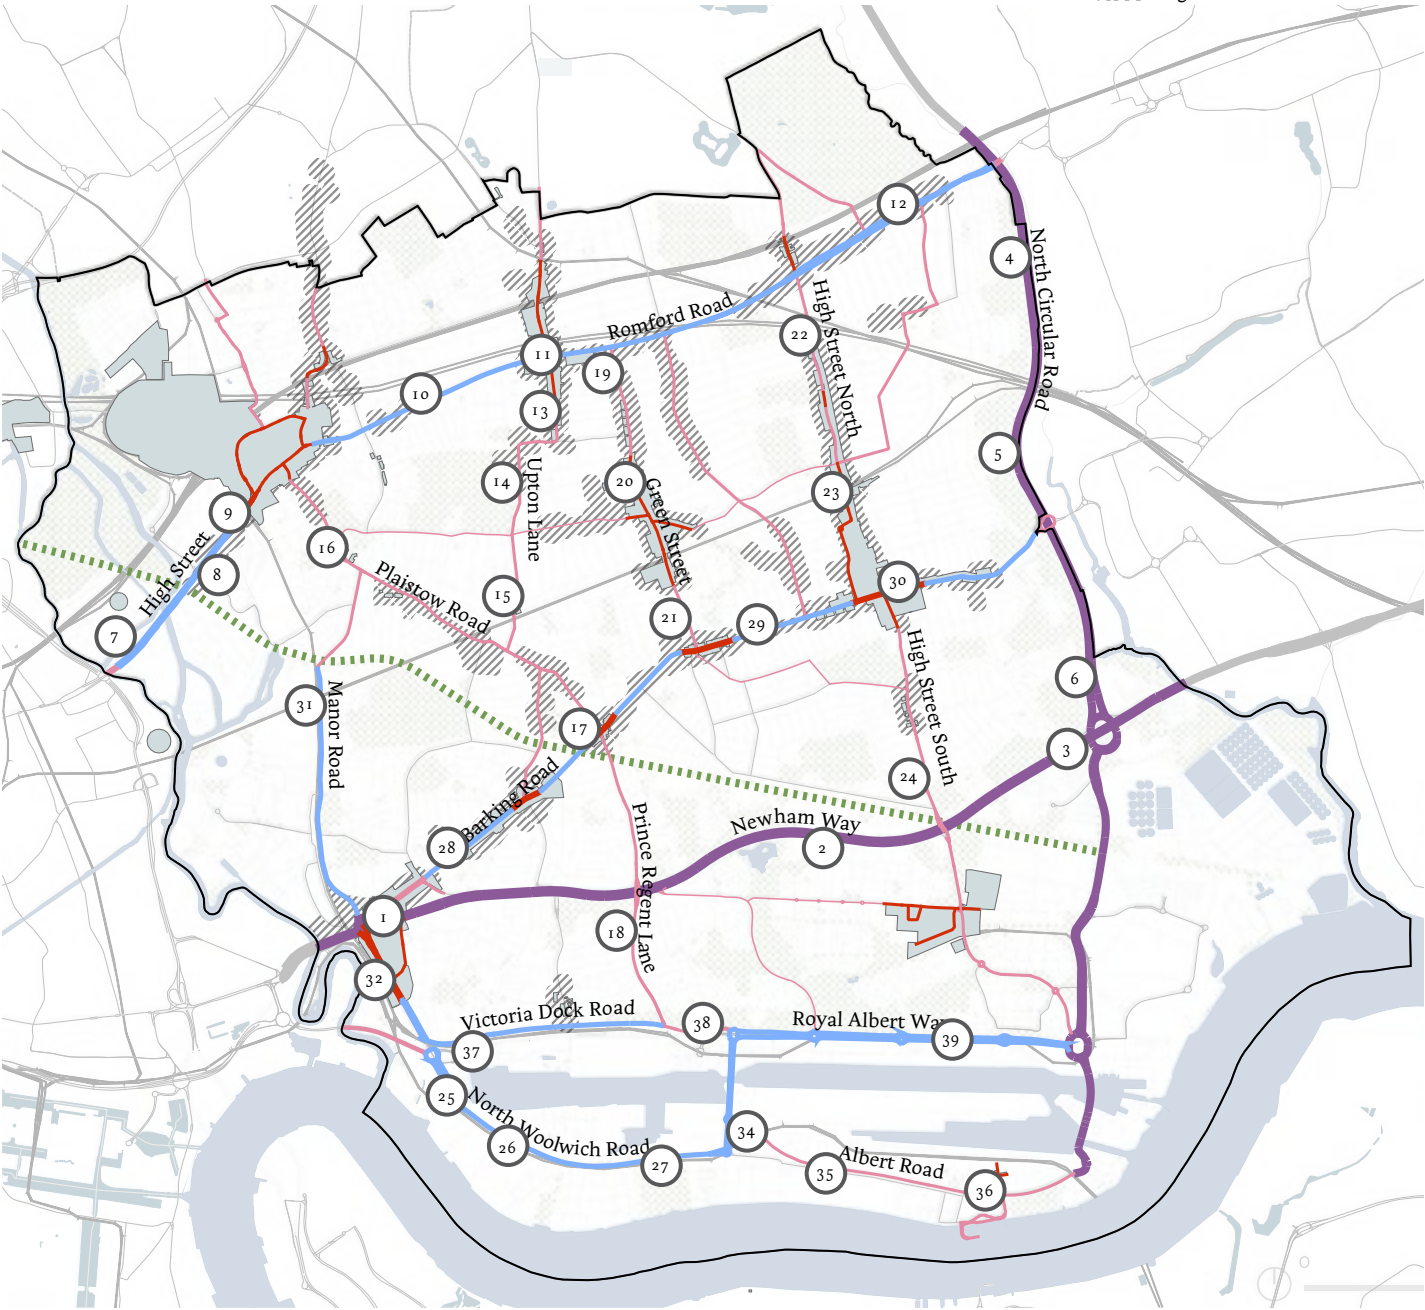 12
4
North Circular Road
Romford Road
High Street North
22
11
19
10
13
5
14
20
23
Upton Lane
Green Street
9
16
8
High Street
Plaistow Road
15
30
21
29
7
High Street South
6
31
Manor Road
17
3
24
Barking Road
28
Prince Regent Lane
Newham Way
2
1
18
32
Victoria Dock Road
38
Royal Albert Way
39
37
25
North Woolwich Road
26
27
34
35
Albert Road
36